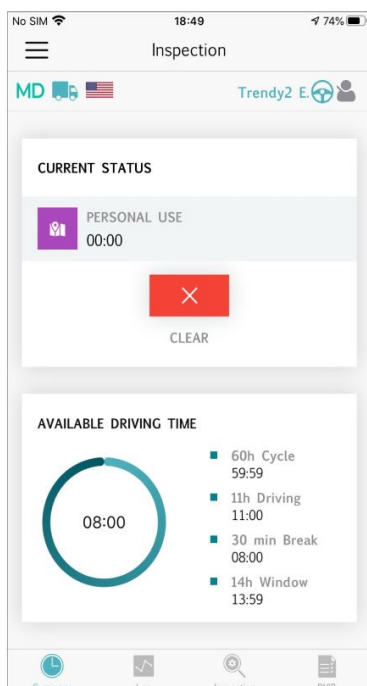 No SIM 18:49 74%
Inspection
MD Trendy2 E.
CURRENT STATUS
PERSONAL USE
00:00
CLEAR
AVAILABLE DRIVING TIME
08:00
60h Cycle
59:59
11h Driving
11:00
30 min Break
08:00
14h Window
13:59